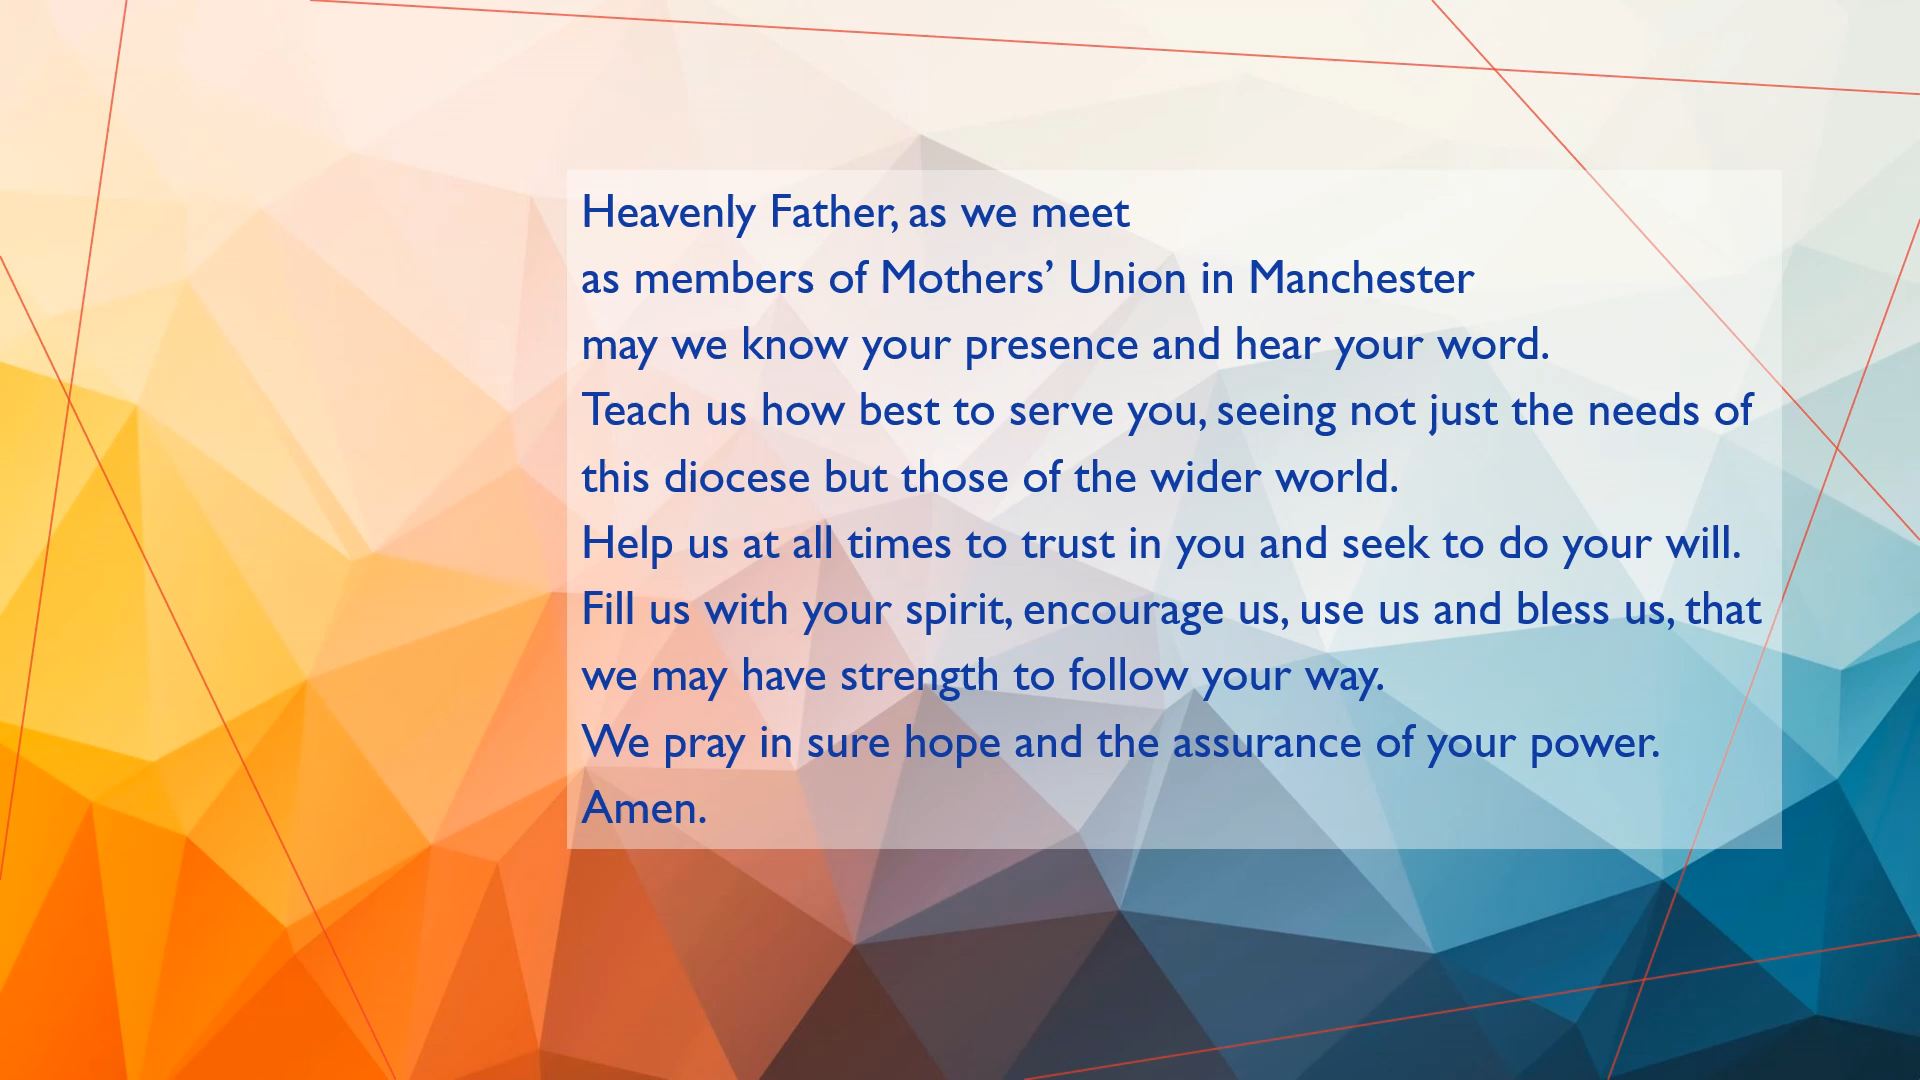 Heavenly Father, as we meet
as members of Mothers’ Union in Manchester
may we know your presence and hear your word.
Teach us how best to serve you, seeing not just the needs of
this diocese but those of the wider world.
Help us at all times to trust in you and seek to do your will.
Fill us with your spirit, encourage us, use us and bless us, that
we may have strength to follow your way.
We pray in sure hope and the assurance of your power.
Amen.